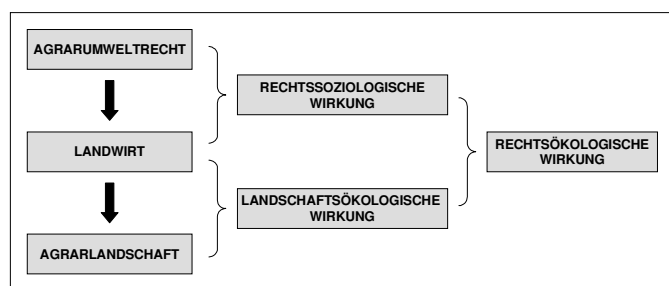 AGRARUMWELTRECHT
RECHTSSOZIOLOGISCHE
WIRKUNG
LANDWIRT
RECHTSÖKOLOGISCHE
WIRKUNG
LANDSCHAFTSÖKOLOGISCHE
WIRKUNG
AGRARLANDSCHAFT